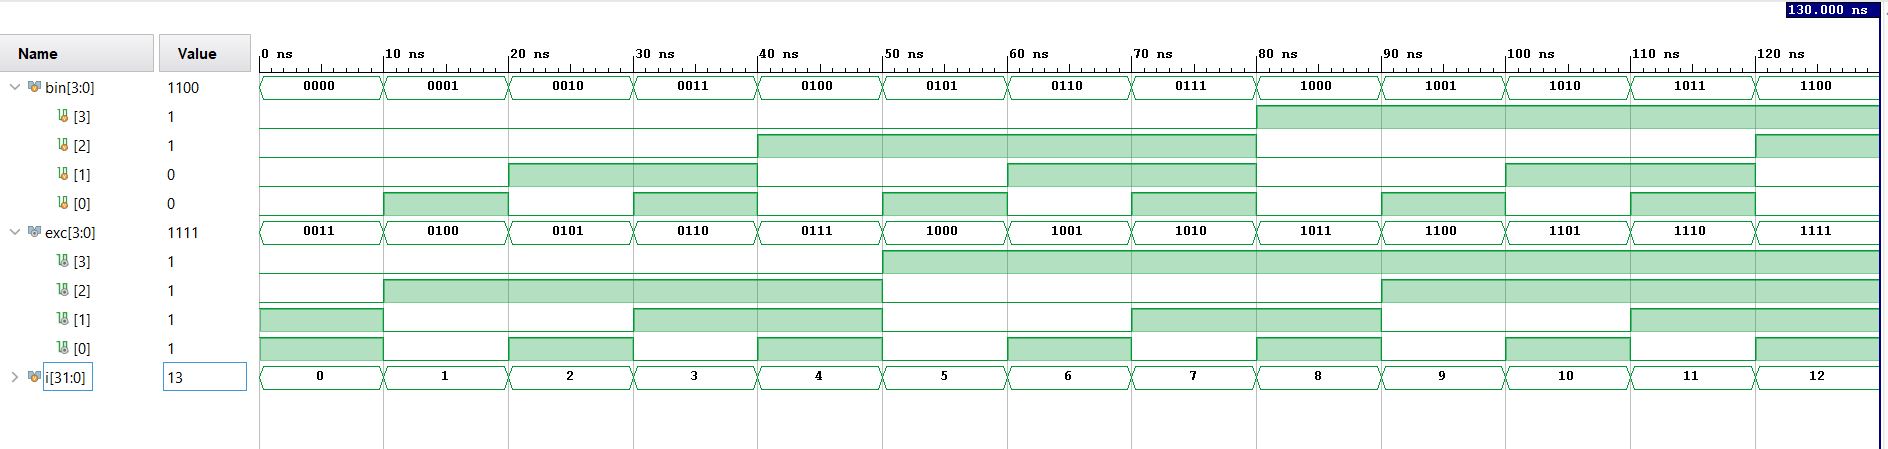 130.000 ns
Name Value 0 ns 10 ns 20 ns 30 ns 40 ns 50 ns 60 ns 70 ns 80 ns 90 ns 100 ns 110 ns 120 ns
bin[3:0] 1100 0000 0001 0010 0011 0100 0101 0110 0111 1000 1001 1010 1011 1100
[3] 1
[2] 1
[1] 0
[0] 0
exc[3:0] 1111 0011 0100 0101 0110 0111 1000 1001 1010 1011 1100 1101 1110 1111
[3] 1
[2] 1
[1] 1
[0] 1
i[31:0] 13 0 1 2 3 4 5 6 7 8 9 10 11 12